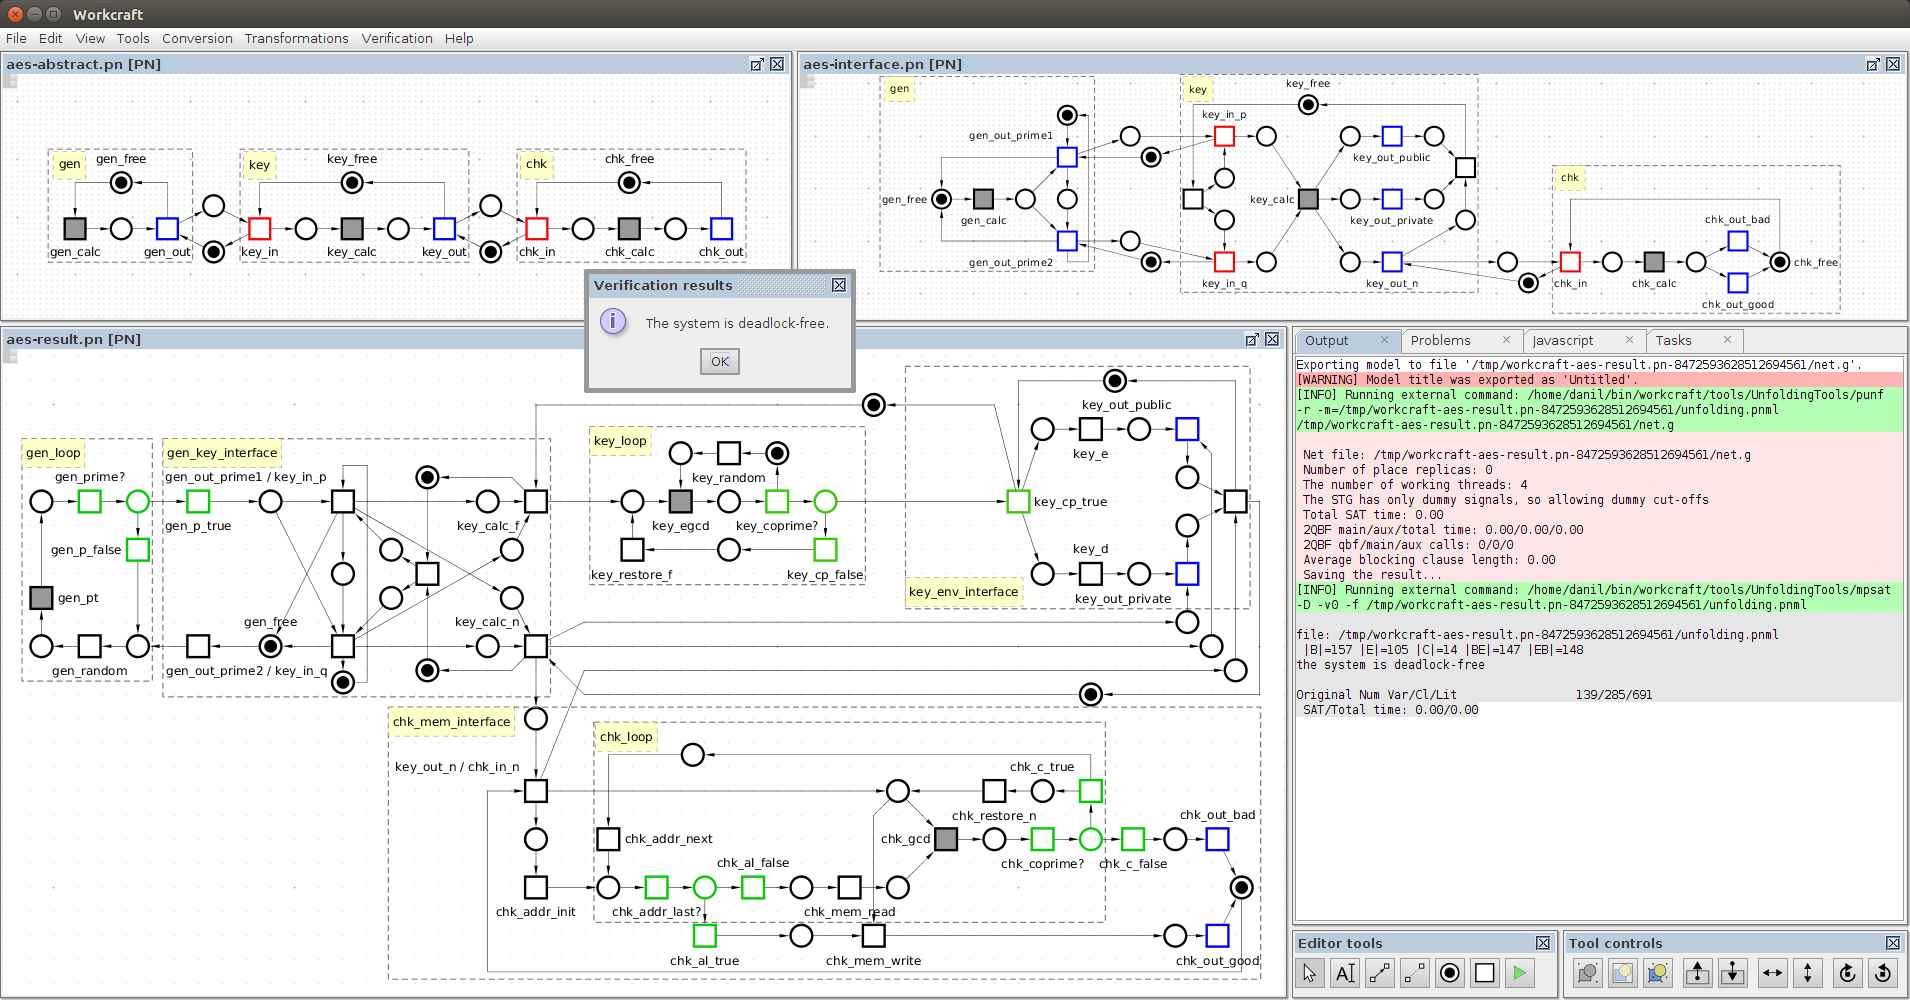 Workcraft
File Edit View Tools Conversion Transformations Verification Help
aes-abstract.pn [PN]
gen
gen_free
key
key_free
chk
chk_free
gen_calc
gen_out
key_in
key_calc
key_out
chk_in
chk_calc
chk_out
aes-interface.pn [PN]
gen
key
key_free
gen_out_prime1
key_in_p
key_out_public
gen_free
gen_calc
key_calc
key_out_private
gen_out_prime2
key_in_q
key_out_n
chk
chk_out_bad
chk_free
chk_in
chk_calc
chk_out_good
Verification results
The system is deadlock-free.
OK
aes-result.pn [PN]
gen_loop
gen_prime?
gen_p_false
gen_pt
gen_random
gen_key_interface
gen_out_prime1 / key_in_p
gen_p_true
key_calc_f
gen_free
key_calc_n
gen_out_prime2 / key_in_q
key_loop
key_random
key_egcd
key_coprime?
key_restore_f
key_cp_false
key_out_public
key_e
key_cp_true
key_d
key_out_private
key_env_interface
chk_mem_interface
key_out_n / chk_in_n
chk_addr_init
chk_loop
chk_c_true
chk_restore_n
chk_addr_next
chk_gcd
chk_out_bad
chk_al_false
chk_coprime?
chk_c_false
chk_addr_last?
chk_mem_read
chk_al_true
chk_mem_write
chk_out_good
Output Problems Javascript Tasks
Exporting model to file '/tmp/workcraft-aes-result.pn-8472593628512694561/net.g'.
[WARNING] Model title was exported as 'Untitled'.
[INFO] Running external command: /home/danil/bin/workcraft/tools/UnfoldingTools/punf
-r -m=/tmp/workcraft-aes-result.pn-8472593628512694561/unfolding.pnml
/tmp/workcraft-aes-result.pn-8472593628512694561/net.g
Net file: /tmp/workcraft-aes-result.pn-8472593628512694561/net.g
Number of place replicas: 0
The number of working threads: 4
The STG has only dummy signals, so allowing dummy cut-offs
Total SAT time: 0.00
2QBF main/aux/total time: 0.00/0.00/0.00
2QBF qbf/main/aux calls: 0/0/0
Average blocking clause length: 0.00
Saving the result...
[INFO] Running external command: /home/danil/bin/workcraft/tools/UnfoldingTools/mpsat
-D -v0 -f /tmp/workcraft-aes-result.pn-8472593628512694561/unfolding.pnml
file: /tmp/workcraft-aes-result.pn-8472593628512694561/unfolding.pnml
|B|=157 |E|=105 |C|=14 |BE|=147 |EB|=148
the system is deadlock-free
Original Num Var/Cl/Lit 139/285/691
SAT/Total time: 0.00/0.00
Editor tools
Tool controls